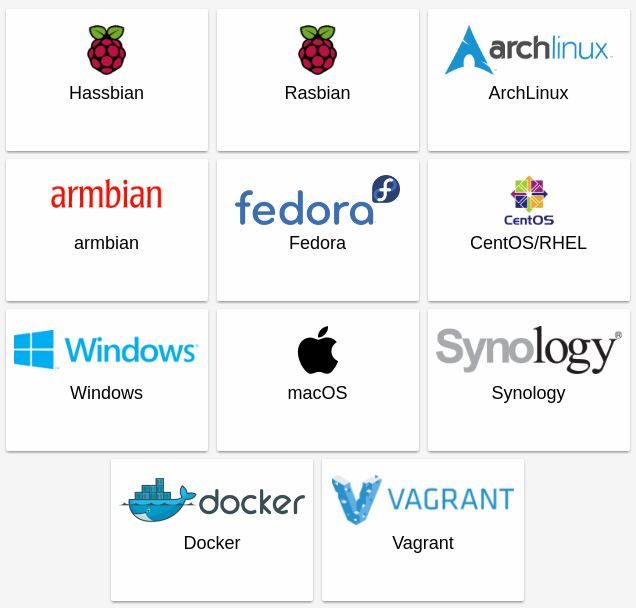 Hassbian
Rasbian
archlinux
ArchLinux
armbian
armbian
fedora
Fedora
CentOS
CentOS/RHEL
Windows
Windows
macOS
Synology®
Synology
docker
Docker
VAGRANT
Vagrant